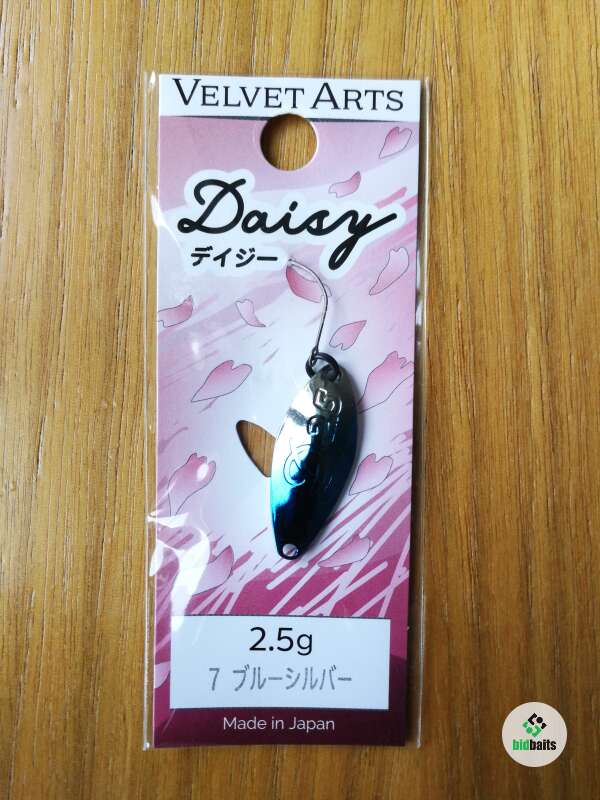 VELVET ARTS
Daisy
デイジー
2.5g
7 ブルーシルバー
Made in Japan
bidbaits